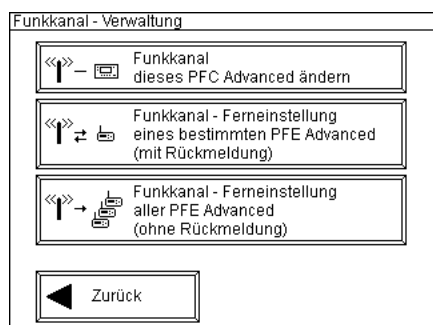 Funkkanal - Verwaltung
Funkkanal
dieses PFC Advanced ändern
Funkkanal - Ferneinstellung
eines bestimmten PFE Advanced
(mit Rückmeldung)
Funkkanal - Ferneinstellung
aller PFE Advanced
(ohne Rückmeldung)
Zurück